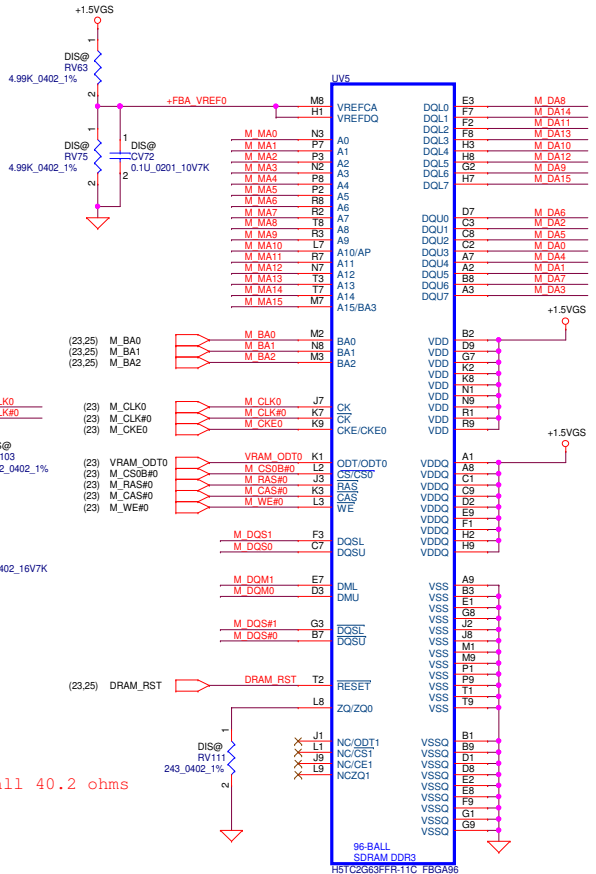 +1.5VGS
1
DIS@
RV63
4.99K_0402_1%
2
+FBA_VREF0
1
DIS@
RV75
4.99K_0402_1%
2
1
DIS@
CV72
0.1U_0201_10V7K
2
UV5
M8 VREFCA
H1 VREFDQ
M_MA0 N3 A0
M_MA1 P7 A1
M_MA2 P3 A2
M_MA3 N2 A3
M_MA4 P8 A4
M_MA5 P2 A5
M_MA6 R8 A6
M_MA7 R2 A7
M_MA8 T8 A8
M_MA9 R3 A9
M_MA10 L7 A10/AP
M_MA11 R7 A11
M_MA12 N7 A12
M_MA13 T3 A13
M_MA14 T7 A14
M_MA15 M7 A15/BA3
DQL0 E3 M_DA8
DQL1 F7 M_DA14
DQL2 F2 M_DA11
DQL3 F8 M_DA13
DQL4 H3 M_DA10
DQL5 H8 M_DA12
DQL6 G2 M_DA9
DQL7 H7 M_DA15
DQU0 D7 M_DA6
DQU1 C3 M_DA2
DQU2 C8 M_DA5
DQU3 C2 M_DA0
DQU4 A7 M_DA4
DQU5 A2 M_DA1
DQU6 B8 M_DA7
DQU7 A3 M_DA3
+1.5VGS
(23,25) M_BA0 M_BA0 M2 BA0
(23,25) M_BA1 M_BA1 N8 BA1
(23,25) M_BA2 M_BA2 M3 BA2
VDD B2
VDD D9
VDD G7
VDD K2
VDD K8
VDD N1
VDD N9
VDD R1
VDD R9
LK0
LK#0
(23) M_CLK0 M_CLK0 J7 CK
(23) M_CLK#0 M_CLK#0 K7 CK
(23) M_CKE0 M_CKE0 K9 CKE/CKE0
S@
103
2_0402_1%
+1.5VGS
(23) VRAM_ODT0 VRAM_ODT0 K1 ODT/ODT0
(23) M_CS0B#0 M_CS0B#0 L2 CS/CS0
(23) M_RAS#0 M_RAS#0 J3 RAS
(23) M_CAS#0 M_CAS#0 K3 CAS
(23) M_WE#0 M_WE#0 L3 WE
VDDQ A1
VDDQ A8
VDDQ C1
VDDQ C9
VDDQ D2
VDDQ E9
VDDQ F1
VDDQ H2
VDDQ H9
M_DQS1 F3 DQSL
M_DQS0 C7 DQSU
402_16V7K
M_DQM1 E7 DML
M_DQM0 D3 DMU
M_DQS#1 G3 DQSL
M_DQS#0 B7 DQSU
VSS A9
VSS B3
VSS E1
VSS G8
VSS J2
VSS J8
VSS M1
VSS M9
VSS P1
VSS P9
VSS T1
VSS T9
(23,25) DRAM_RST DRAM_RST T2 RESET
L8 ZQ/ZQ0
1
DIS@
RV111
243_0402_1%
2
J1 NC/ODT1
L1 NC/CS1
J9 NC/CE1
L9 NCZQ1
VSSQ B1
VSSQ B9
VSSQ D1
VSSQ D8
VSSQ E2
VSSQ E8
VSSQ F9
VSSQ G1
VSSQ G9
all 40.2 ohms
96-BALL
SDRAM DDR3
H5TC2G63FFR-11C FBGA96